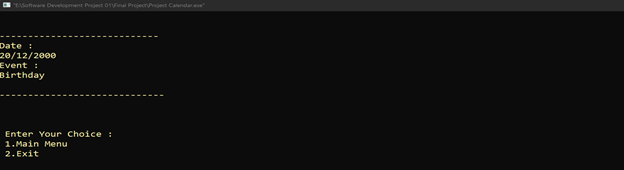 "E:\Software Development Project 01\Final Project\Project Calendar.exe"
----------------------------
Date :
20/12/2000
Event :
Birthday
-----------------------------
Enter Your Choice :
1.Main Menu
2.Exit